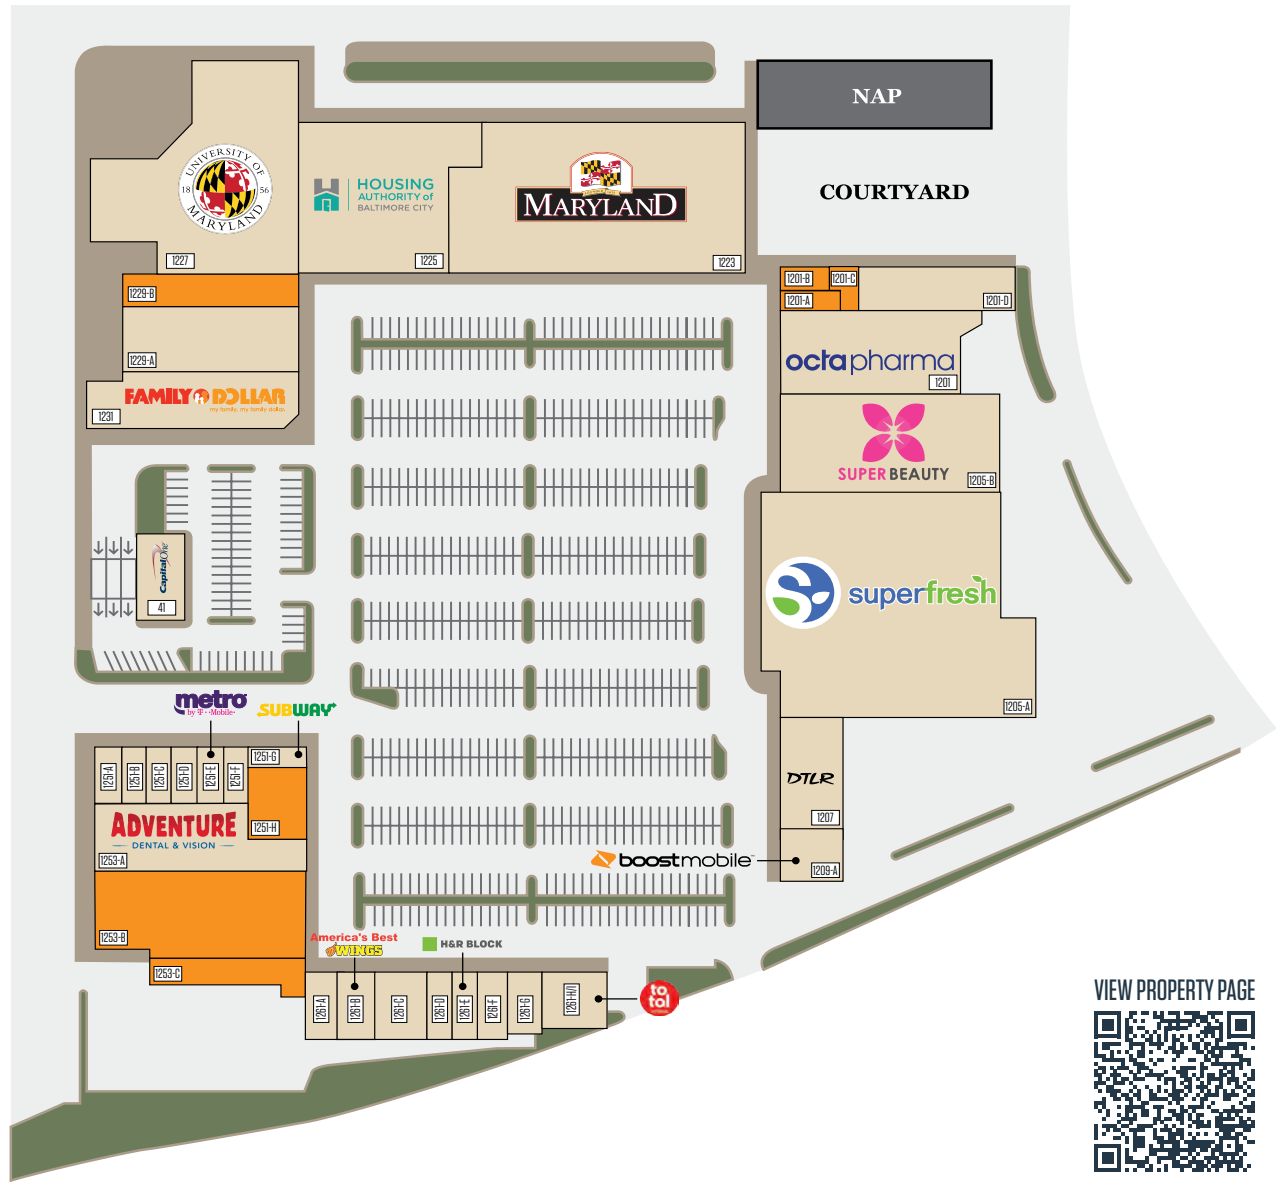 NAP
COURTYARD
UNIVERSITY OF
18 56
MARYLAND
1227
HOUSING
AUTHORITY of
BALTIMORE CITY
1225
MARYLAND
1223
1229-B
1229-A
FAMILY DOLLAR
my family. my family dollar.
1231
1201-B
1201-C
1201-A
1201-D
octapharma
1201
SUPER BEAUTY
1205-B
superfresh
1205-A
CapitalOne
41
metro
by T-Mobile
SUBWAY
1251-A
1251-B
1251-C
1251-D
1251-E
1251-F
1251-G
1251-H
ADVENTURE
DENTAL & VISION
1253-A
1253-B
1253-C
DTLR
1207
boostmobile
1209-A
America's Best
WINGS
H&R BLOCK
1261-A
1261-B
1261-C
1261-D
1261-E
1261-F
1261-G
1261-H/I
total
VIEW PROPERTY PAGE